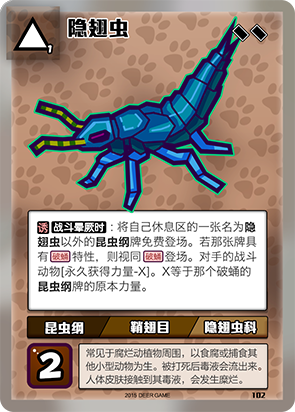 隐翅虫
1
诱 战斗晕厥时：将自己休息区的一张名为隐
翅虫以外的昆虫纲牌免费登场。若那张牌具
有 破蛹 特性，则视同 破蛹 登场。对手的战斗
动物[永久获得力量-X]。X等于那个破蛹的
昆虫纲牌的原本力量。
昆虫纲 鞘翅目 隐翅虫科
2
常见于腐烂动植物周围，以食腐或捕食其
他小型动物为生。被打死后毒液会流出来。
人体皮肤接触到其毒液，会发生糜烂。
2015 DEER GAME
102